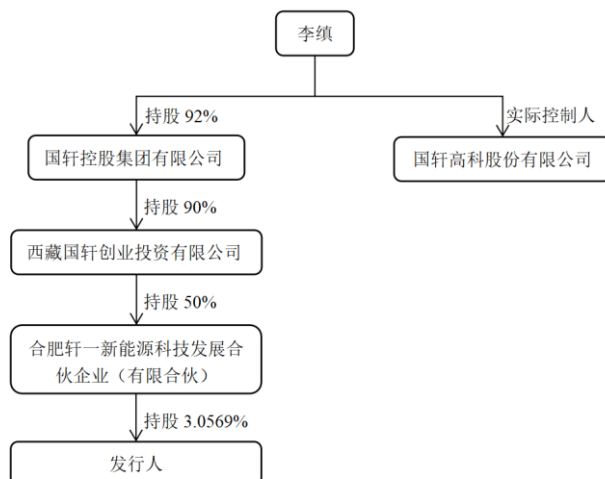 李缜
持股 92%
实际控制人
国轩控股集团有限公司
国轩高科股份有限公司
持股 90%
西藏国轩创业投资有限公司
持股 50%
合肥轩一新能源科技发展合
伙企业（有限合伙）
持股 3.0569%
发行人